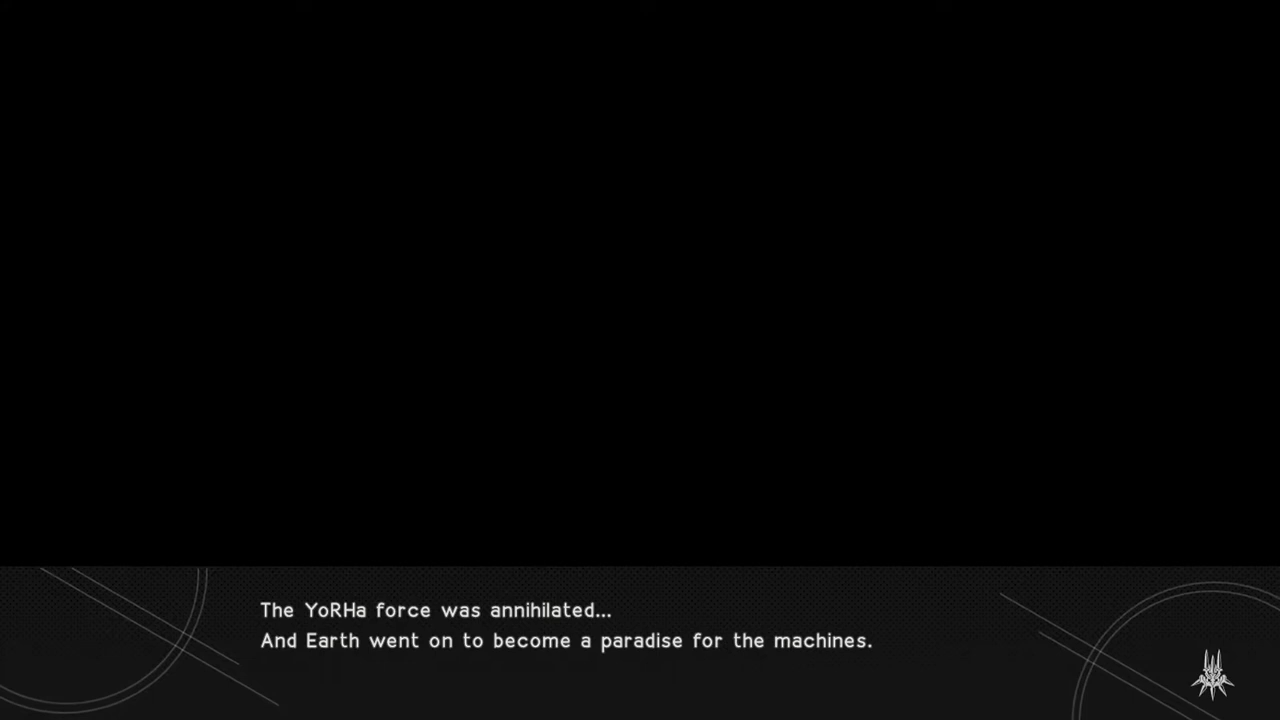 The YoRHa force was annihilated...
And Earth went on to become a paradise for the machines.